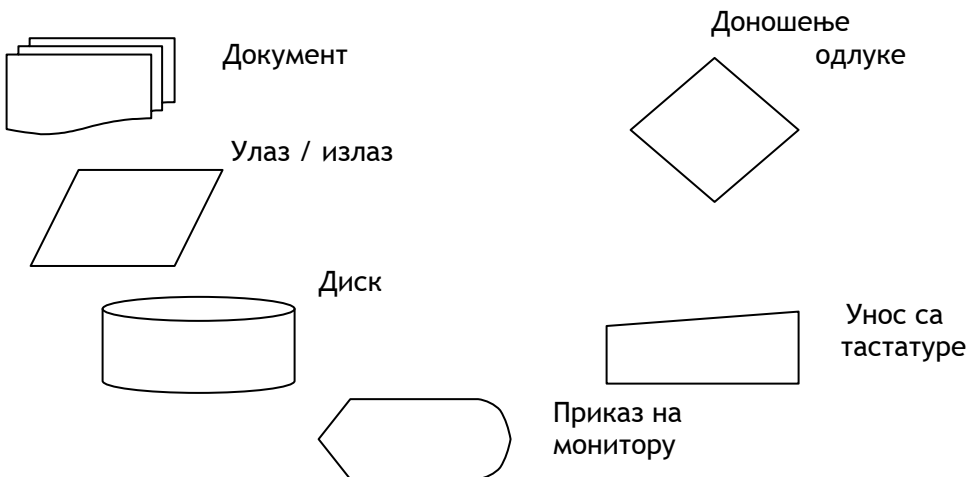 Доношење
одлуке
Документ
Улаз / излаз
Диск
Унос са
тастатуре
Приказ на
монитору